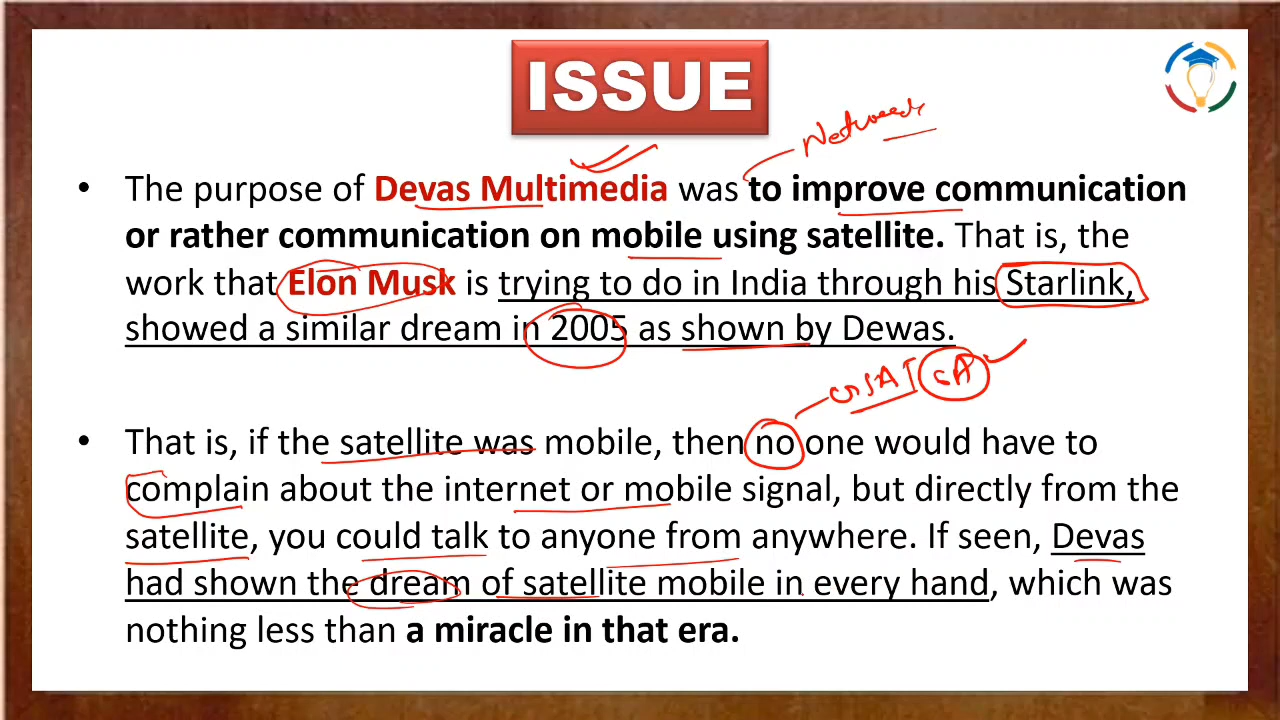 ISSUE
Network
• The purpose of Devas Multimedia was to improve communication
or rather communication on mobile using satellite. That is, the
work that Elon Musk is trying to do in India through his Starlink,
showed a similar dream in 2005 as shown by Dewas.
• That is, if the satellite was mobile, then no one would have to
complain about the internet or mobile signal, but directly from the
satellite, you could talk to anyone from anywhere. If seen, Devas
had shown the dream of satellite mobile in every hand, which was
nothing less than a miracle in that era.